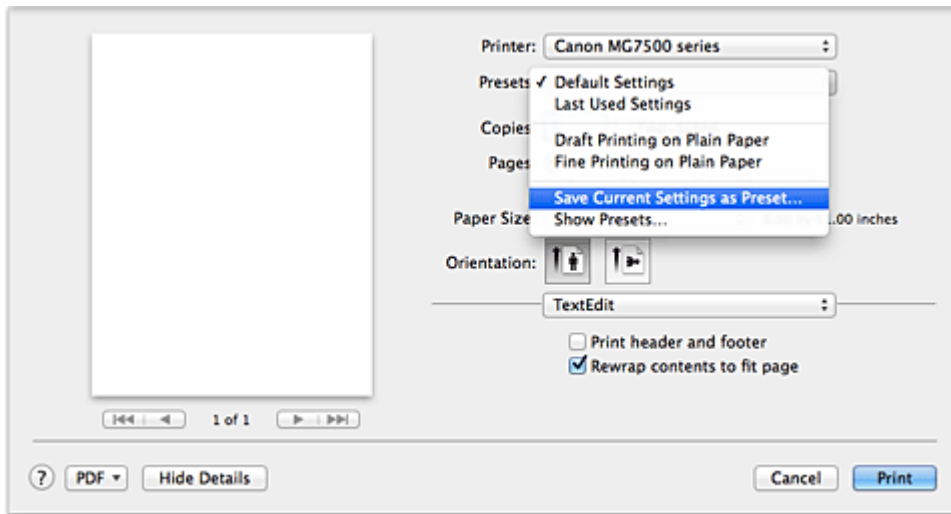 Printer: Canon MG7500 series
Presets ✓ Default Settings
Last Used Settings
Copies
Draft Printing on Plain Paper
Pages Fine Printing on Plain Paper
Save Current Settings as Preset...
Paper Size Show Presets... .00 inches
Orientation:
TextEdit
Print header and footer
Rewrap contents to fit page
1 of 1
? PDF Hide Details Cancel Print